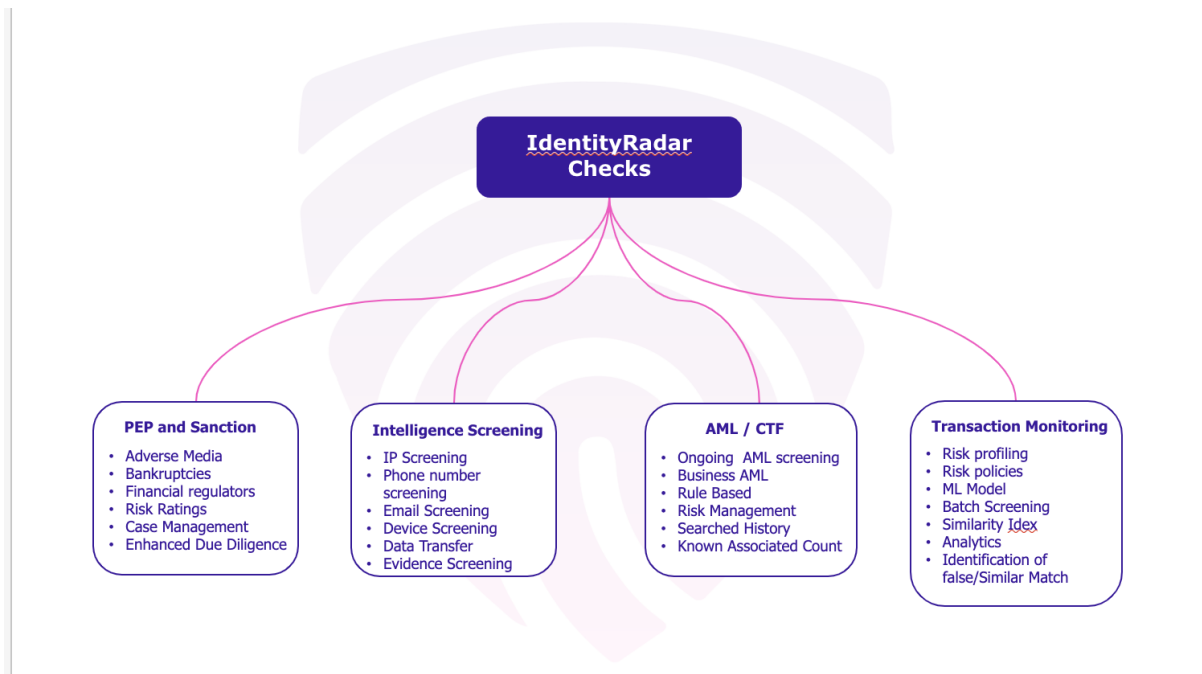 IdentityRadar
Checks
PEP and Sanction
• Adverse Media
• Bankruptcies
• Financial regulators
• Risk Ratings
• Case Management
• Enhanced Due Diligence
Intelligence Screening
• IP Screening
• Phone number
screening
• Email Screening
• Device Screening
• Data Transfer
• Evidence Screening
AML / CTF
• Ongoing  AML screening
• Business AML
• Rule Based
• Risk Management
• Searched History
• Known Associated Count
Transaction Monitoring
• Risk profiling
• Risk policies
• ML Model
• Batch Screening
• Similarity Idex
• Analytics
• Identification of
false/Similar Match